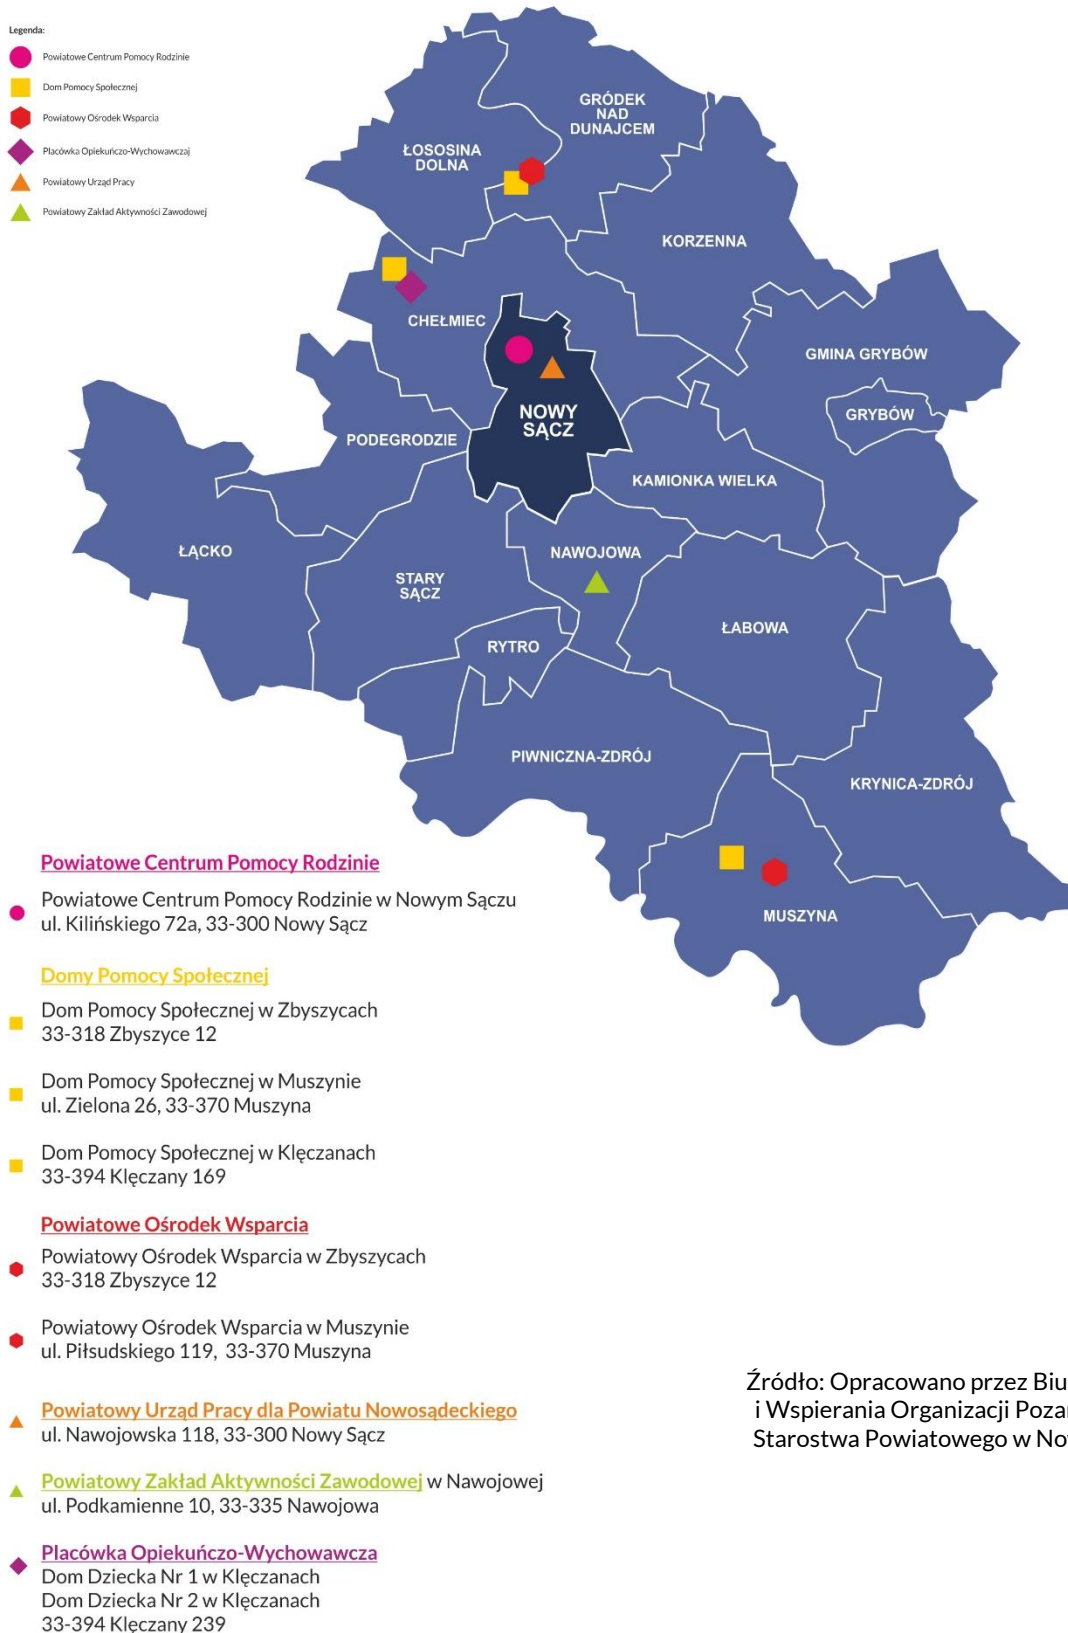 Legenda:
Powiatowe Centrum Pomocy Rodzinie
Dom Pomocy Społecznej
Powiatowy Ośrodek Wsparcia
Placówka Opiekuńczo-Wychowawczaj
Powiatowy Urząd Pracy
Powiatowy Zakład Aktywności Zawodowej
GRÓDEK
NAD
DUNAJCEM
ŁOSOSINA
DOLNA
KORZENNA
CHEŁMIEC
GMINA GRYBÓW
GRYBÓW
NOWY
SĄCZ
PODEGRODZIE
KAMIONKA WIELKA
ŁĄCKO
NAWOJOWA
STARY
SĄCZ
ŁABOWA
RYTRO
PIWNICZNA-ZDRÓJ
KRYNICA-ZDRÓJ
MUSZYNA
Powiatowe Centrum Pomocy Rodzinie
Powiatowe Centrum Pomocy Rodzinie w Nowym Sączu
ul. Kilińskiego 72a, 33-300 Nowy Sącz
Domy Pomocy Społecznej
Dom Pomocy Społecznej w Zbyszycach
33-318 Zbyszyce 12
Dom Pomocy Społecznej w Muszynie
ul. Zielona 26, 33-370 Muszyna
Dom Pomocy Społecznej w Klęczanach
33-394 Klęczany 169
Powiatowe Ośrodek Wsparcia
Powiatowy Ośrodek Wsparcia w Zbyszycach
33-318 Zbyszyce 12
Powiatowy Ośrodek Wsparcia w Muszynie
ul. Piłsudskiego 119, 33-370 Muszyna
Powiatowy Urząd Pracy dla Powiatu Nowosądeckiego
ul. Nawojowska 118, 33-300 Nowy Sącz
Powiatowy Zakład Aktywności Zawodowej w Nawojowej
ul. Podkamienne 10, 33-335 Nawojowa
Placówka Opiekuńczo-Wychowawcza
Dom Dziecka Nr 1 w Klęczanach
Dom Dziecka Nr 2 w Klęczanach
33-394 Klęczany 239
Źródło: Opracowano przez
i Wspierania Organizacji
Starostwa Powiatowego w